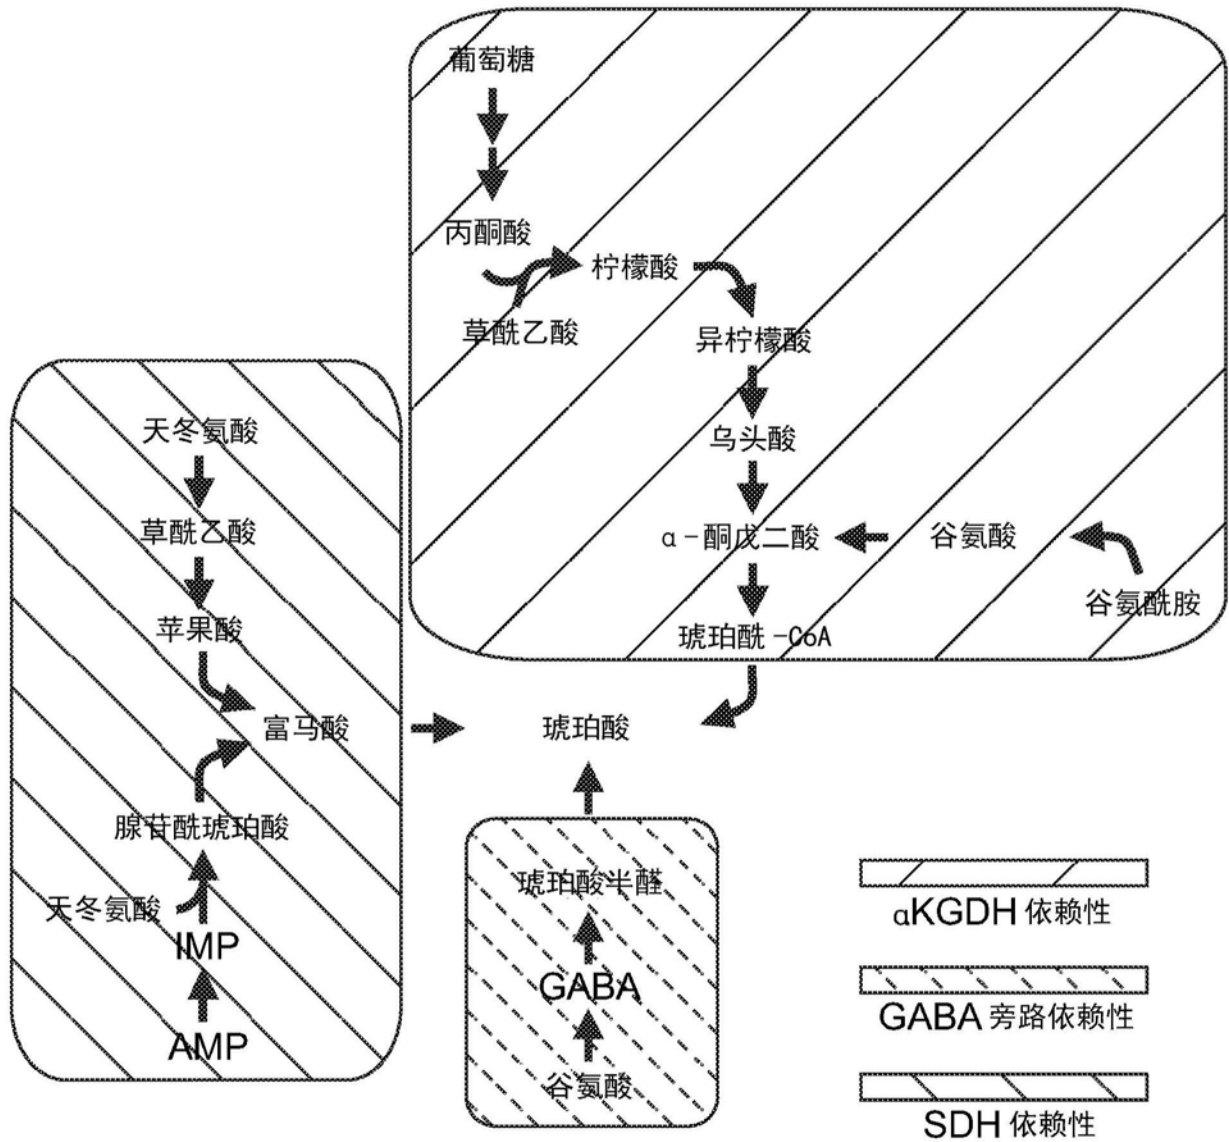 葡萄糖
丙酮酸
柠檬酸
草酰乙酸
异柠檬酸
乌头酸
α-酮戊二酸
谷氨酸
谷氨酰胺
琥珀酰-CoA
天冬氨酸
草酰乙酸
苹果酸
富马酸
琥珀酸
腺苷酰琥珀酸
天冬氨酸
IMP
AMP
琥珀酸半醛
GABA
谷氨酸
αKGDH 依赖性
GABA 旁路依赖性
SDH 依赖性